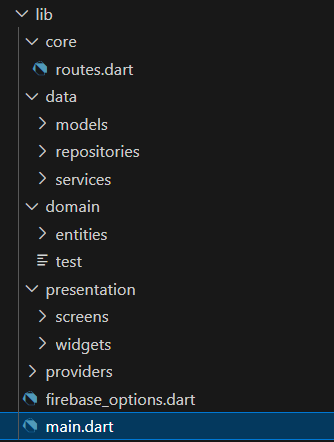 lib
core
routes.dart
data
models
repositories
services
domain
entities
test
presentation
screens
widgets
providers
firebase_options.dart
main.dart